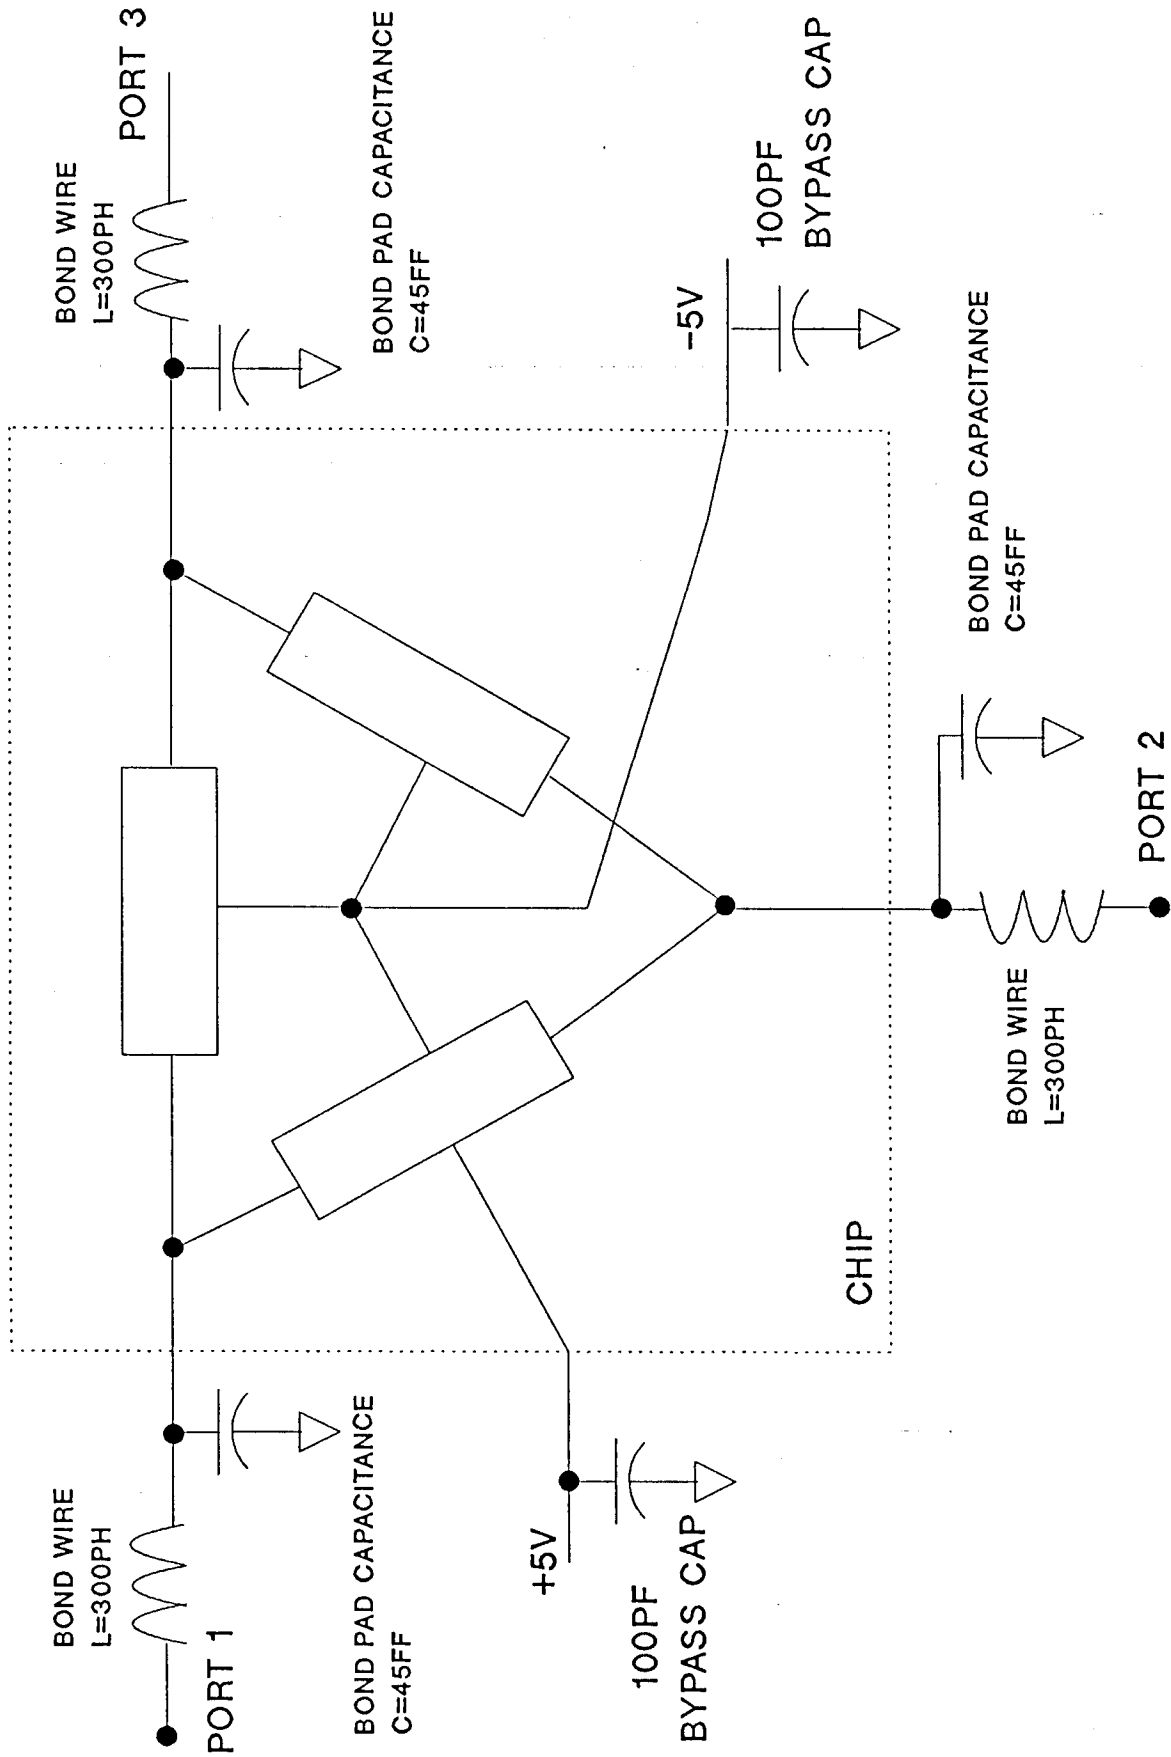 BOND WIRE
L=300PH
PORT 1
BOND PAD CAPACITANCE
C=45FF
+5V
100PF
BYPASS CAP
CHIP
BOND WIRE
L=300PH
PORT 2
BOND PAD CAPACITANCE
C=45FF
BOND WIRE
L=300PH
PORT 3
BOND PAD CAPACITANCE
C=45FF
-5V
100PF
BYPASS CAP